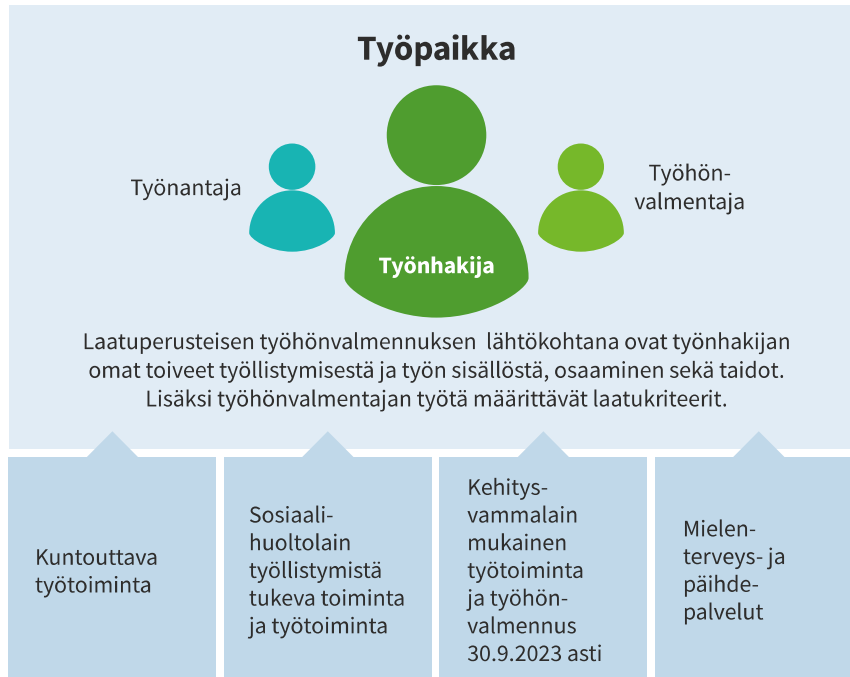 Työpaikka
Työnantaja
Työhön-
valmentaja
Työnhakija
Laatuperusteisen työhönvalmennuksen lähtökohtana ovat työnhakijan
omat toiveet työllistymisestä ja työn sisällöstä, osaaminen sekä taidot.
Lisäksi työhönvalmentajan työtä määrittävät laatukriteerit.
Kuntouttava
työtoiminta
Sosiaali-
huoltolain
työllistymistä
tukeva toiminta
ja työtoiminta
Kehitys-
vammalain
mukainen
työtoiminta
ja työhön-
valmennus
30.9.2023 asti
Mielen-
terveys- ja
päihde-
palvelut